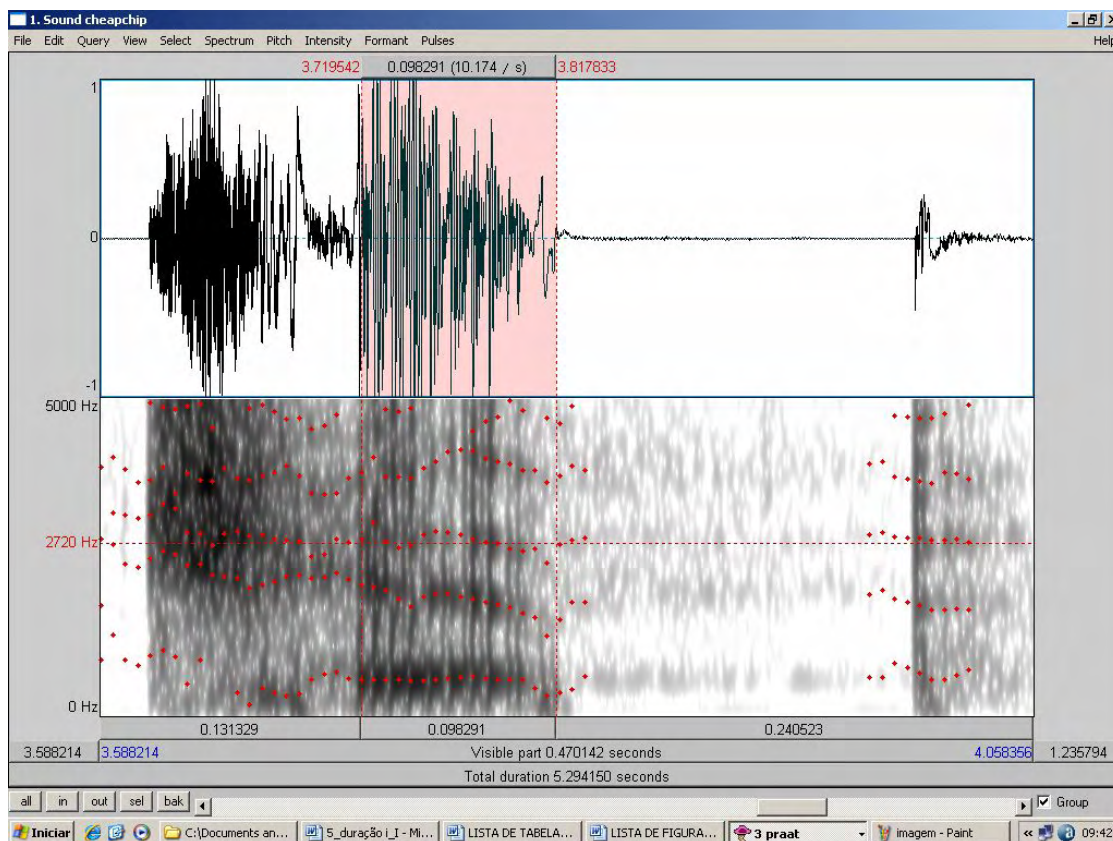 1. Sound cheapchip
File Edit Query View Select Spectrum Pitch Intensity Formant Pulses Help
3.719542 0.098291 (10.174 / s) 3.817833
1
0
-1
5000 Hz
2720 Hz
0 Hz
0.131329 0.098291 0.240523
3.588214 3.588214 Visible part 0.470142 seconds 4.058356 1.235794
Total duration 5.294150 seconds
all in out sel bak Group
Iniciar C:\Documents an... 5_duração i_I - Mi... LISTA DE TABELA... LISTA DE FIGURA... 3 praat imagem - Paint « 09:42